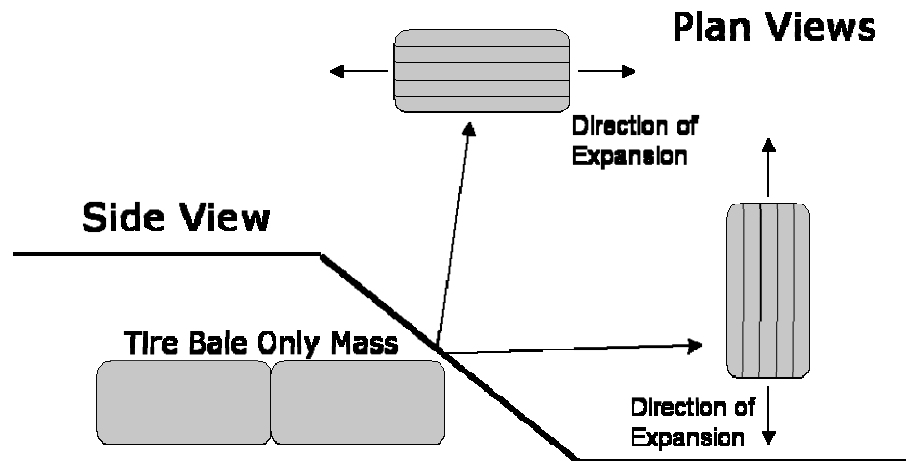 Plan Views
Direction of
Expansion
Side View
Tire Bale Only Mass
Direction of
Expansion